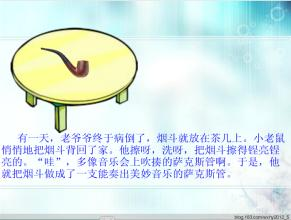 有一天，老爷爷终于病倒了，烟斗就放在茶几上。小老鼠
悄悄地把烟斗背回了家。他擦呀，洗呀，把烟斗擦得锃亮锃
亮的。“哇”，多像音乐会上吹揍的萨克斯管啊。于是，他
就把烟斗做成了一支能奏出美妙音乐的萨克斯管。